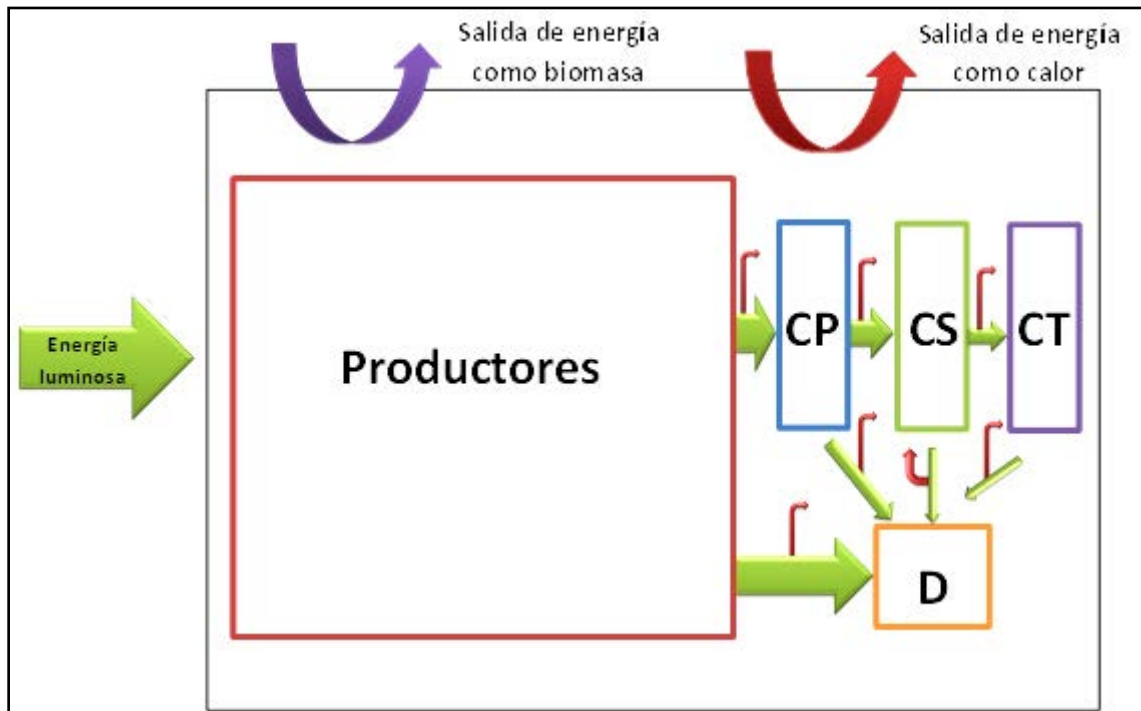 Salida de energía
como biomasa
Salida de energía
como calor
Energía
luminosa
Productores
CP
CS
CT
D